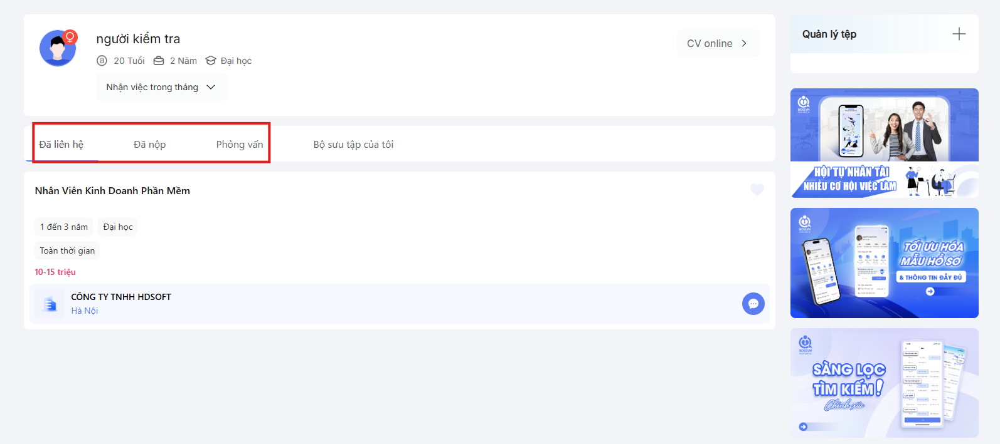 người kiểm tra
CV online
20 Tuổi 2 Năm Đại học
Nhận việc trong tháng
Đã liên hệ Đã nộp Phỏng vấn Bộ sưu tập của tôi
Nhân Viên Kinh Doanh Phần Mềm
1 đến 3 năm Đại học
Toàn thời gian
10-15 triệu
CÔNG TY TNHH HDSOFT
Hà Nội
Quản lý tệp
BOSSVN
HỘI TỤ NHÂN TÀI
NHIỀU CƠ HỘI VIỆC LÀM
BOSSVN
TỐI ƯU HÓA
MẪU HỒ SƠ
& THÔNG TIN ĐẦY ĐỦ
BOSSVN
SÀNG LỌC
TÌM KIẾM!
Chính xác